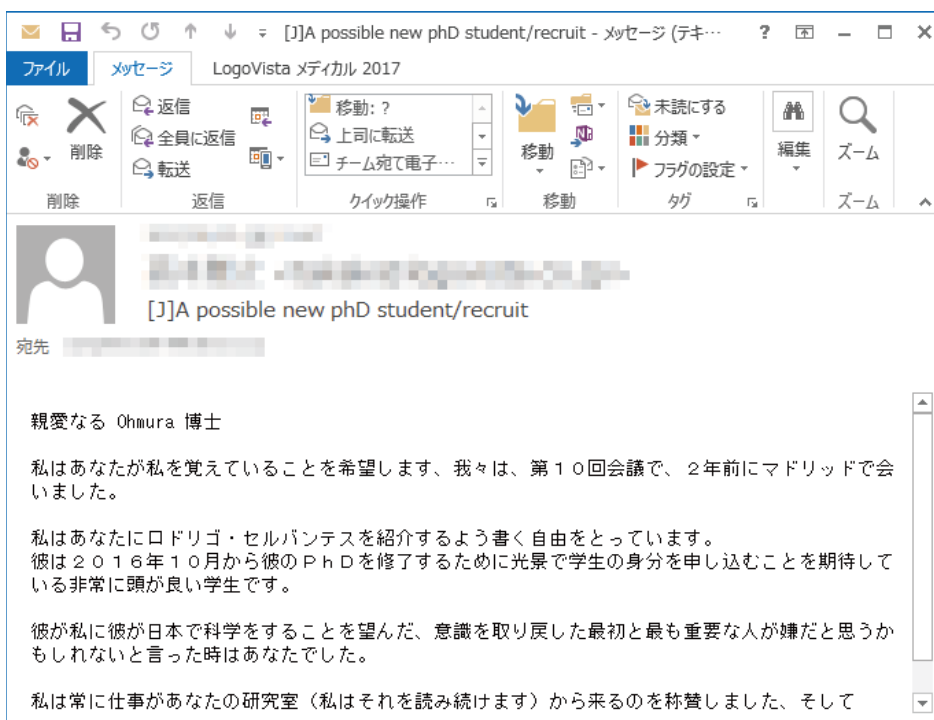 [J]A possible new phD student/recruit - メッセージ (テキ…
ファイル メッセージ LogoVista メディカル 2017
削除
返信
全員に返信
転送
移動: ?
上司に転送
チーム宛て電子…
移動
未読にする
分類
フラグの設定
編集
ズーム
削除 返信 クイック操作 移動 タグ ズーム
[J]A possible new phD student/recruit
宛先
親愛なる Ohmura 博士
私はあなたが私を覚えていることを希望します、我々は、第10回会議で、2年前にマドリッドで会
いました。
私はあなたにロドリゴ・セルバンテスを紹介するよう書く自由をとっています。
彼は2016年10月から彼のPhDを修了するために光景で学生の身分を申し込むことを期待して
いる非常に頭が良い学生です。
彼が私に彼が日本で科学をすることを望んだ、意識を取り戻した最初と最も重要な人が嫌だと思うか
もしれないと言った時はあなたでした。
私は常に仕事があなたの研究室（私はそれを読み続けます）から来るのを称賛しました、そして